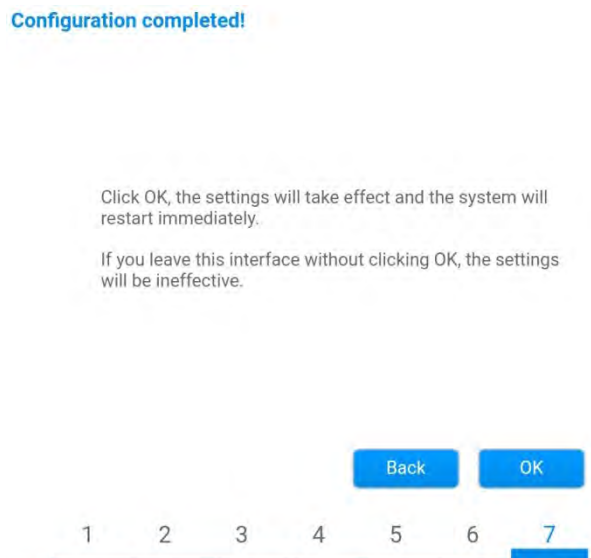 Configuration completed!
Click OK, the settings will take effect and the system will
restart immediately.
If you leave this interface without clicking OK, the settings
will be ineffective.
Back OK
1 2 3 4 5 6 7